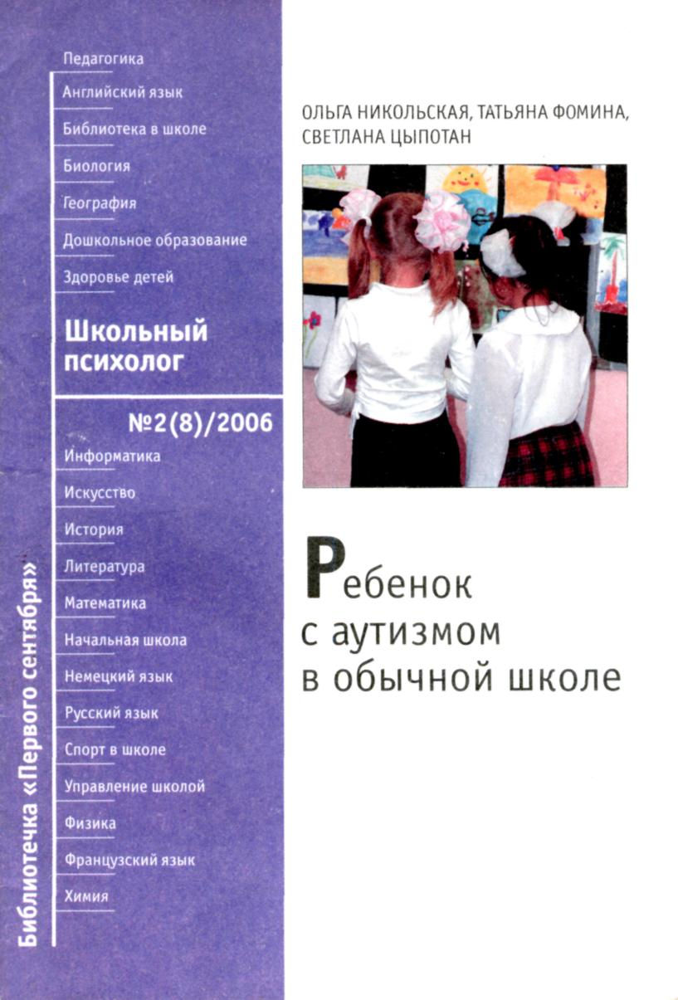 Педагогика
Английский язык
Библиотека в школе
Биология
География
Дошкольное образование
Здоровье детей
Школьный
психолог
№2(8)/2006
Информатика
Искусство
История
Литература
Математика
Начальная школа
Немецкий язык
Русский язык
Спорт в школе
Управление школой
Физика
Французский язык
Химия
Библиотечка «Первого сентября»
ОЛЬГА НИКОЛЬСКАЯ, ТАТЬЯНА ФОМИНА,
СВЕТЛАНА ЦЫПОТАН
Ребенок
с аутизмом
в обычной школе